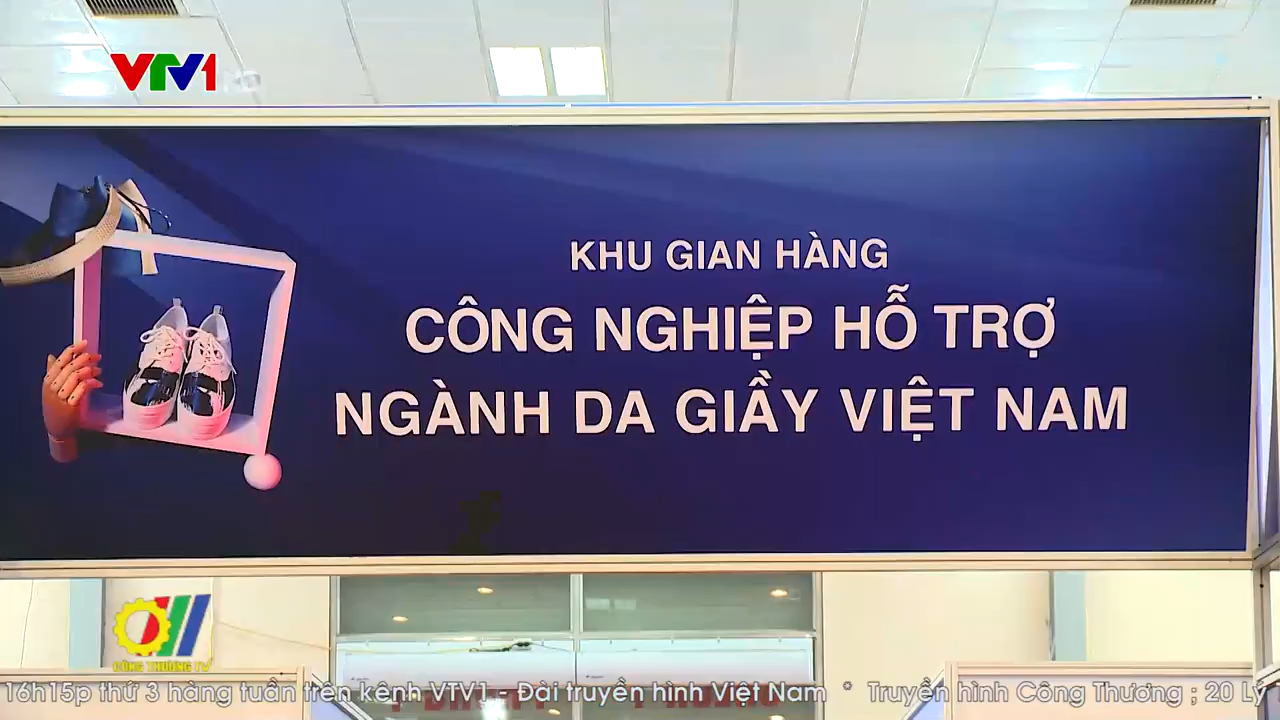 VTV1
KHU GIAN HÀNG
CÔNG NGHIỆP HỖ TRỢ
NGÀNH DA GIẦY VIỆT NAM
CÔNG THƯƠNG TV
16h15p thứ 3 hàng tuần trên kênh VTV1 - Đài truyền hình Việt Nam * Truyền hình Công Thương ; 20 Lý